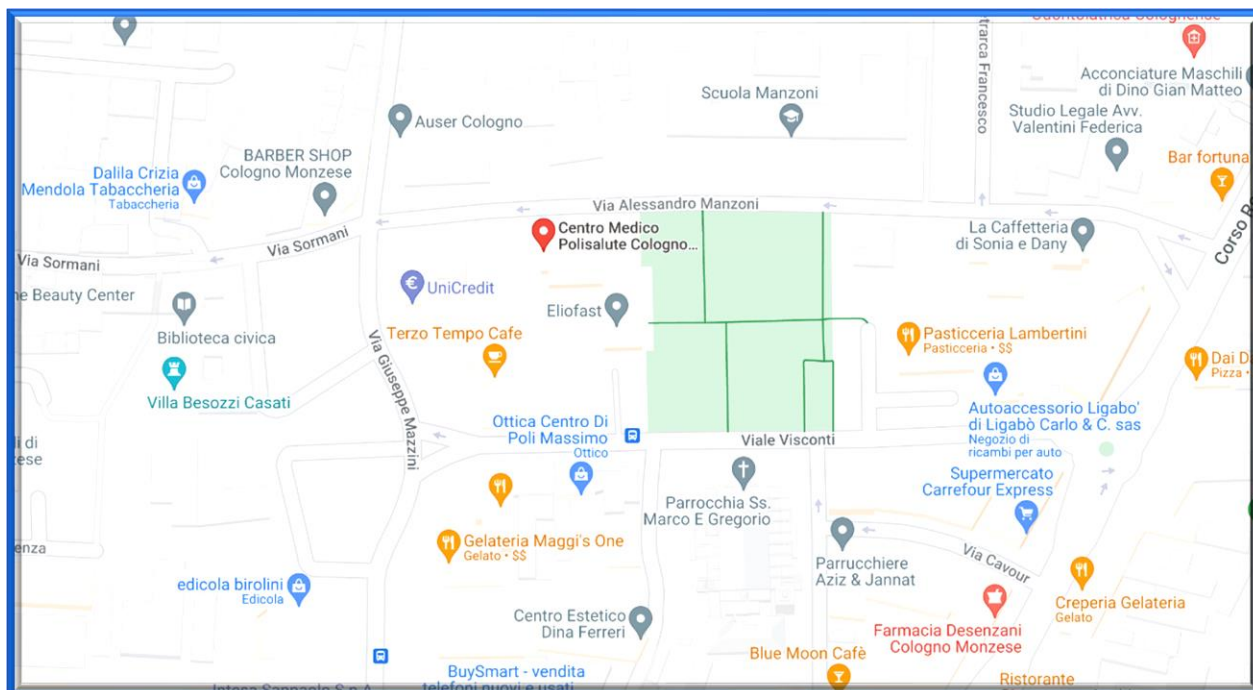 Acconciature Maschili
di Dino Gian Matteo
Scuola Manzoni
Studio Legale Avv.
Valentini Federica
Auser Cologno
BARBER SHOP
Cologno Monzese
Bar fortuna
Dalila Crizia
Mendola Tabaccheria
Tabaccheria
Via Alessandro Manzoni
La Caffetteria
di Sonia e Dany
Centro Medico
Polisalute Cologno...
Via Sormani
Via Sormani
Corso
Beauty Center
UniCredit
Eliofast
Biblioteca civica
Terzo Tempo Cafe
Pasticceria Lambertini
Pasticceria • $$
Via Giuseppe Mazzini
Villa Besozzi Casati
Dai
Pizza •
Ottica Centro Di
Poli Massimo
Ottico
Autoaccessorio Ligabo'
di Ligabò Carlo & C. sas
Negozio di
ricambi per auto
Viale Visconti
Supermercato
Carrefour Express
Parrocchia Ss.
Marco E Gregorio
Gelateria Maggi's One
Gelato • $$
Via Cavour
Parrucchiere
Aziz & Jannat
edicola birolini
Edicola
Creperia Gelateria
Gelato
Centro Estetico
Dina Ferreri
Farmacia Desenzani
Cologno Monzese
Blue Moon Cafè
BuySmart - vendita
telefoni nuovi e usati
Ristorante
Francesco